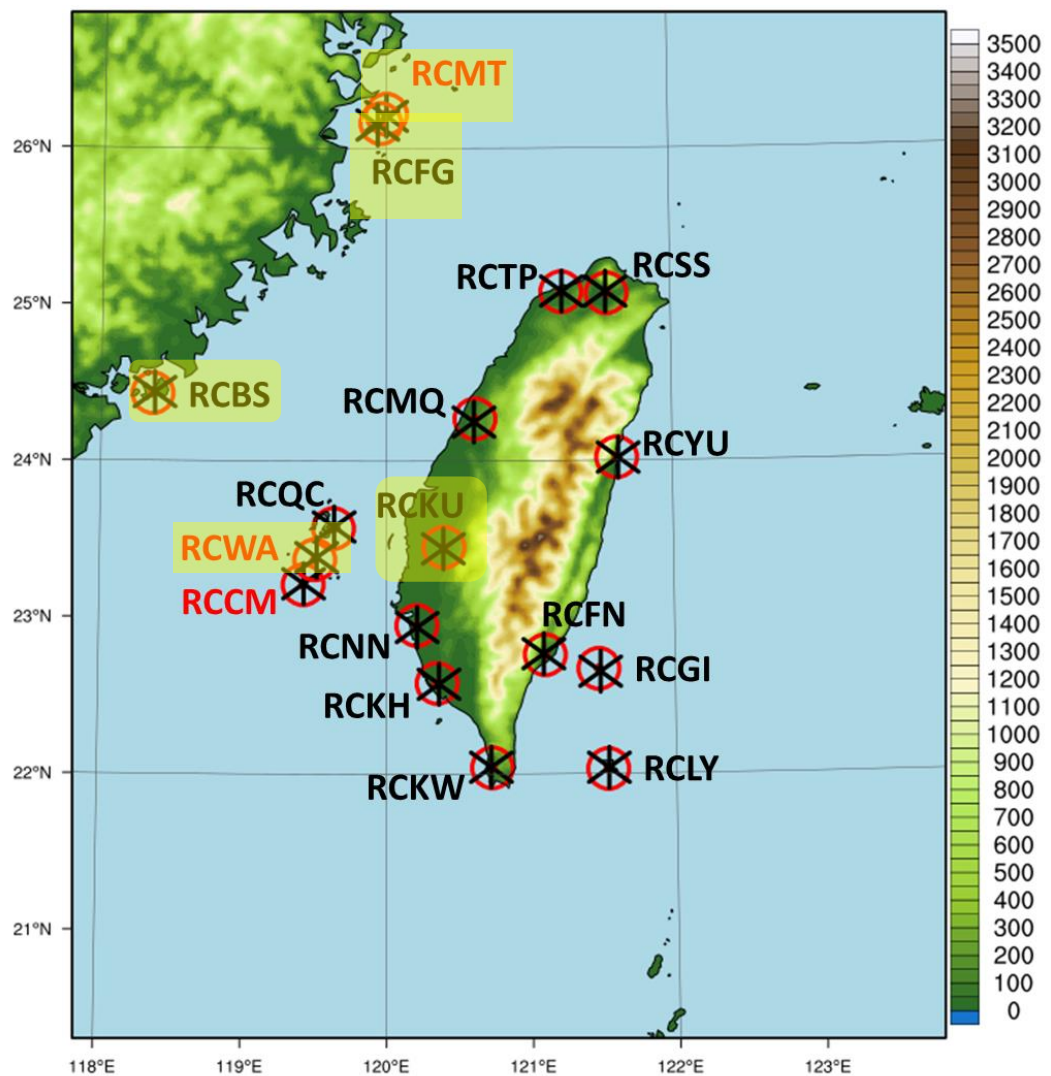 RCMT
RCFG
RCTP
RCSS
RCBS
RCMQ
RCYU
RCQC
RCKU
RCWA
RCCM
RCFN
RCNN
RCGI
RCKH
RCKW
RCLY
26°N
25°N
24°N
23°N
22°N
21°N
118°E
119°E
120°E
121°E
122°E
123°E
3500
3400
3300
3200
3100
3000
2900
2800
2700
2600
2500
2400
2300
2200
2100
2000
1900
1800
1700
1600
1500
1400
1300
1200
1100
1000
900
800
700
600
500
400
300
200
100
0